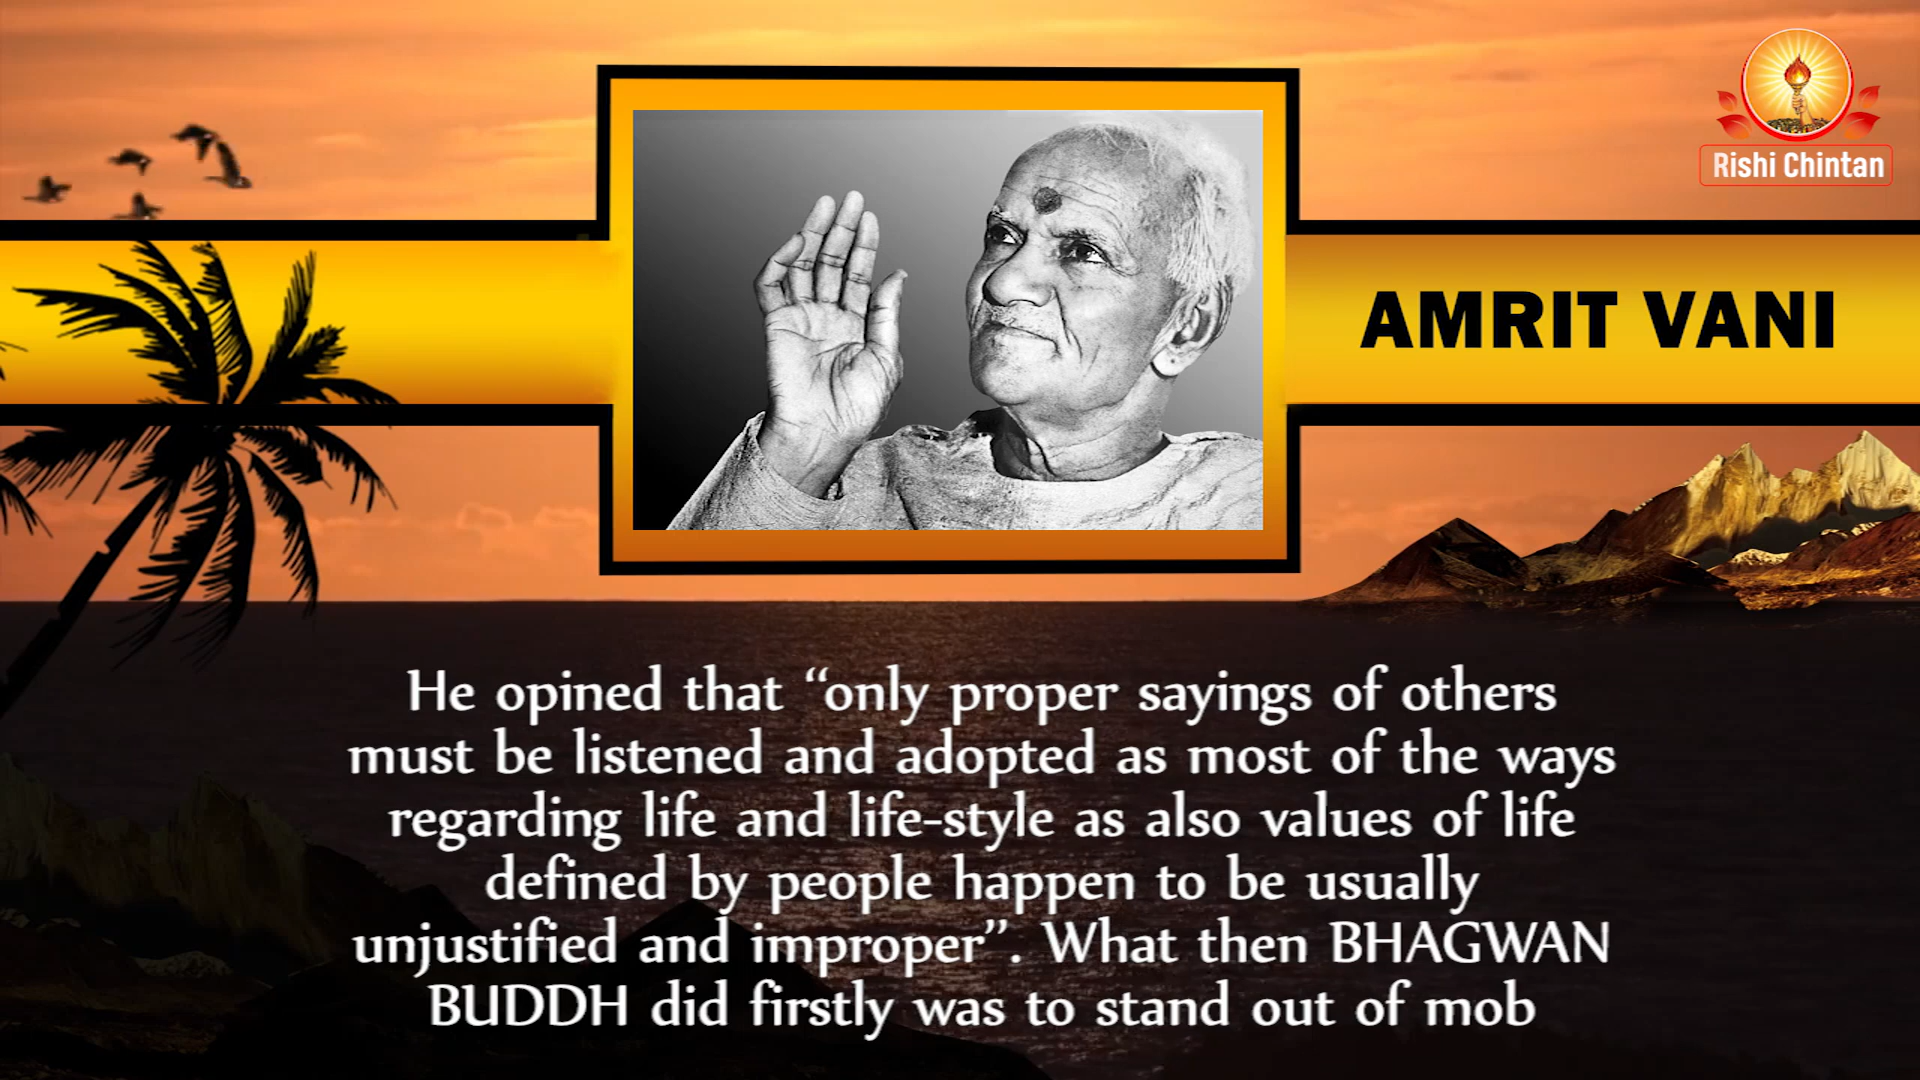 Rishi Chintan
AMRIT VANI
He opined that “only proper sayings of others
must be listened and adopted as most of the ways
regarding life and life-style as also values of life
defined by people happen to be usually
unjustified and improper”. What then BHAGWAN
BUDDH did firstly was to stand out of mob